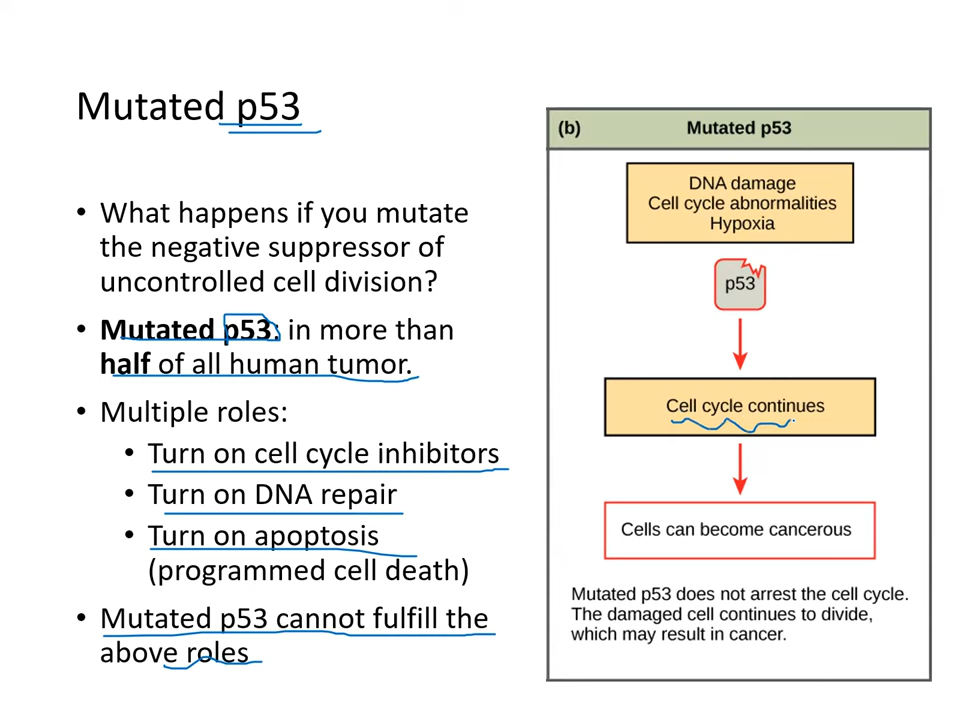 Mutated p53
• What happens if you mutate
the negative suppressor of
uncontrolled cell division?
• Mutated p53: in more than
half of all human tumor.
• Multiple roles:
• Turn on cell cycle inhibitors
• Turn on DNA repair
• Turn on apoptosis
(programmed cell death)
• Mutated p53 cannot fulfill the
above roles
(b) Mutated p53
DNA damage
Cell cycle abnormalities
Hypoxia
p53
Cell cycle continues
Cells can become cancerous
Mutated p53 does not arrest the cell cycle.
The damaged cell continues to divide,
which may result in cancer.